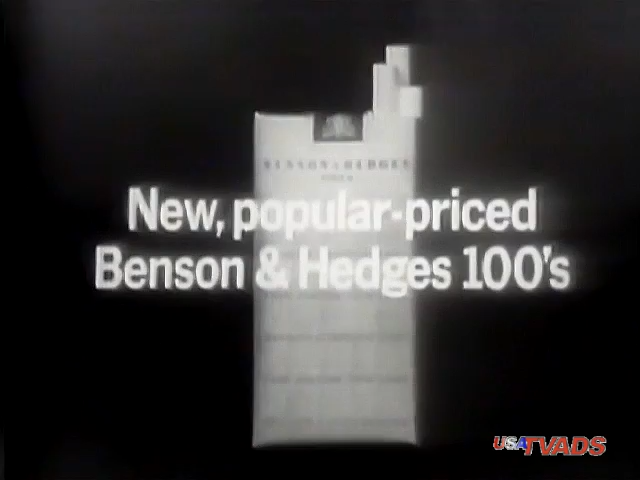 BENSON & HEDGES
New, popular-priced
Benson & Hedges 100's
USATVADS